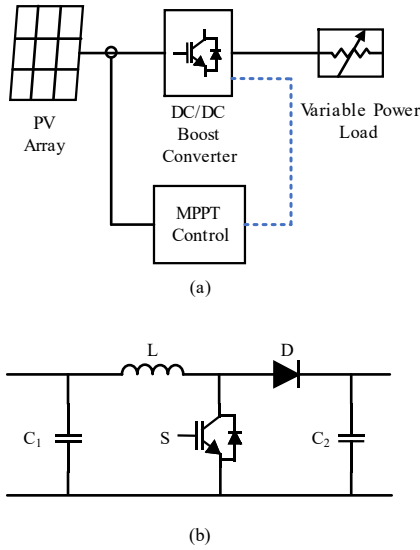 PV
Array
DC/DC
Boost
Converter
Variable Power
Load
MPPT
Control
(a)
L
D
C1
S
C2
(b)